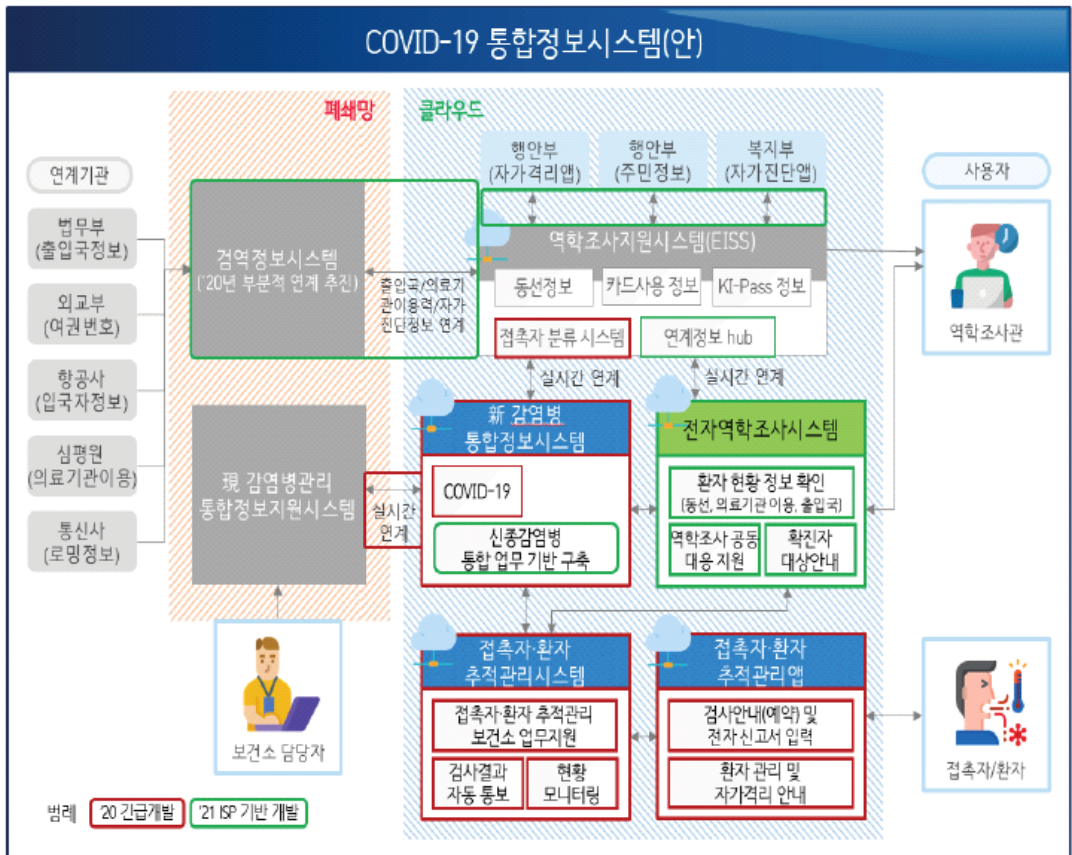 COVID-19 통합정보시스템(안)
폐쇄망
클라우드
연계기관
법무부
(출입국정보)
외교부
(여권번호)
항공사
(입국자정보)
심평원
(의료기관이용)
통신사
(로밍정보)
검역정보시스템
('20년 부분적 연계 추진)
출입국/의료기
관이용력/자가
진단정보 연계
행안부
(자가격리앱)
행안부
(주민정보)
복지부
(자가진단앱)
역학조사지원시스템(EISS)
동선정보
카드사용 정보
KI-Pass 정보
접촉자 분류 시스템
연계정보 hub
실시간 연계
실시간 연계
사용자
역학조사관
現 감염병관리
통합정보지원시스템
실시간
연계
新 감염병
통합정보시스템
COVID-19
신종감염병
통합 업무 기반 구축
전자역학조사시스템
환자 현황 정보 확인
(동선, 의료기관 이용, 출입국)
역학조사 공동
대응 지원
확진자
대상안내
보건소 담당자
접촉자·환자
추적관리시스템
접촉자·환자 추적관리
보건소 업무지원
검사결과
자동 통보
현황
모니터링
접촉자·환자
추적관리앱
검사안내(예약) 및
전자신고서 입력
환자 관리 및
자가격리 안내
접촉자/환자
범례
'20 긴급개발
'21 ISP 기반 개발